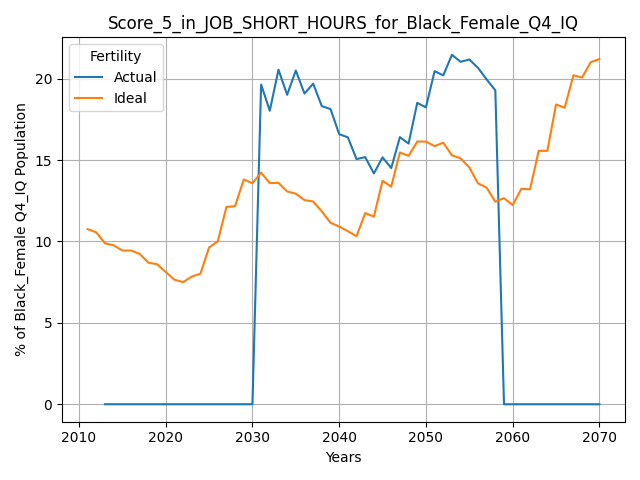 Score_5_in_JOB_SHORT_HOURS_for_Black_Female_Q4_IQ
Fertility
Actual
Ideal
% of Black_Female Q4_IQ Population
20
15
10
5
0
2010 2020 2030 2040 2050 2060 2070
Years